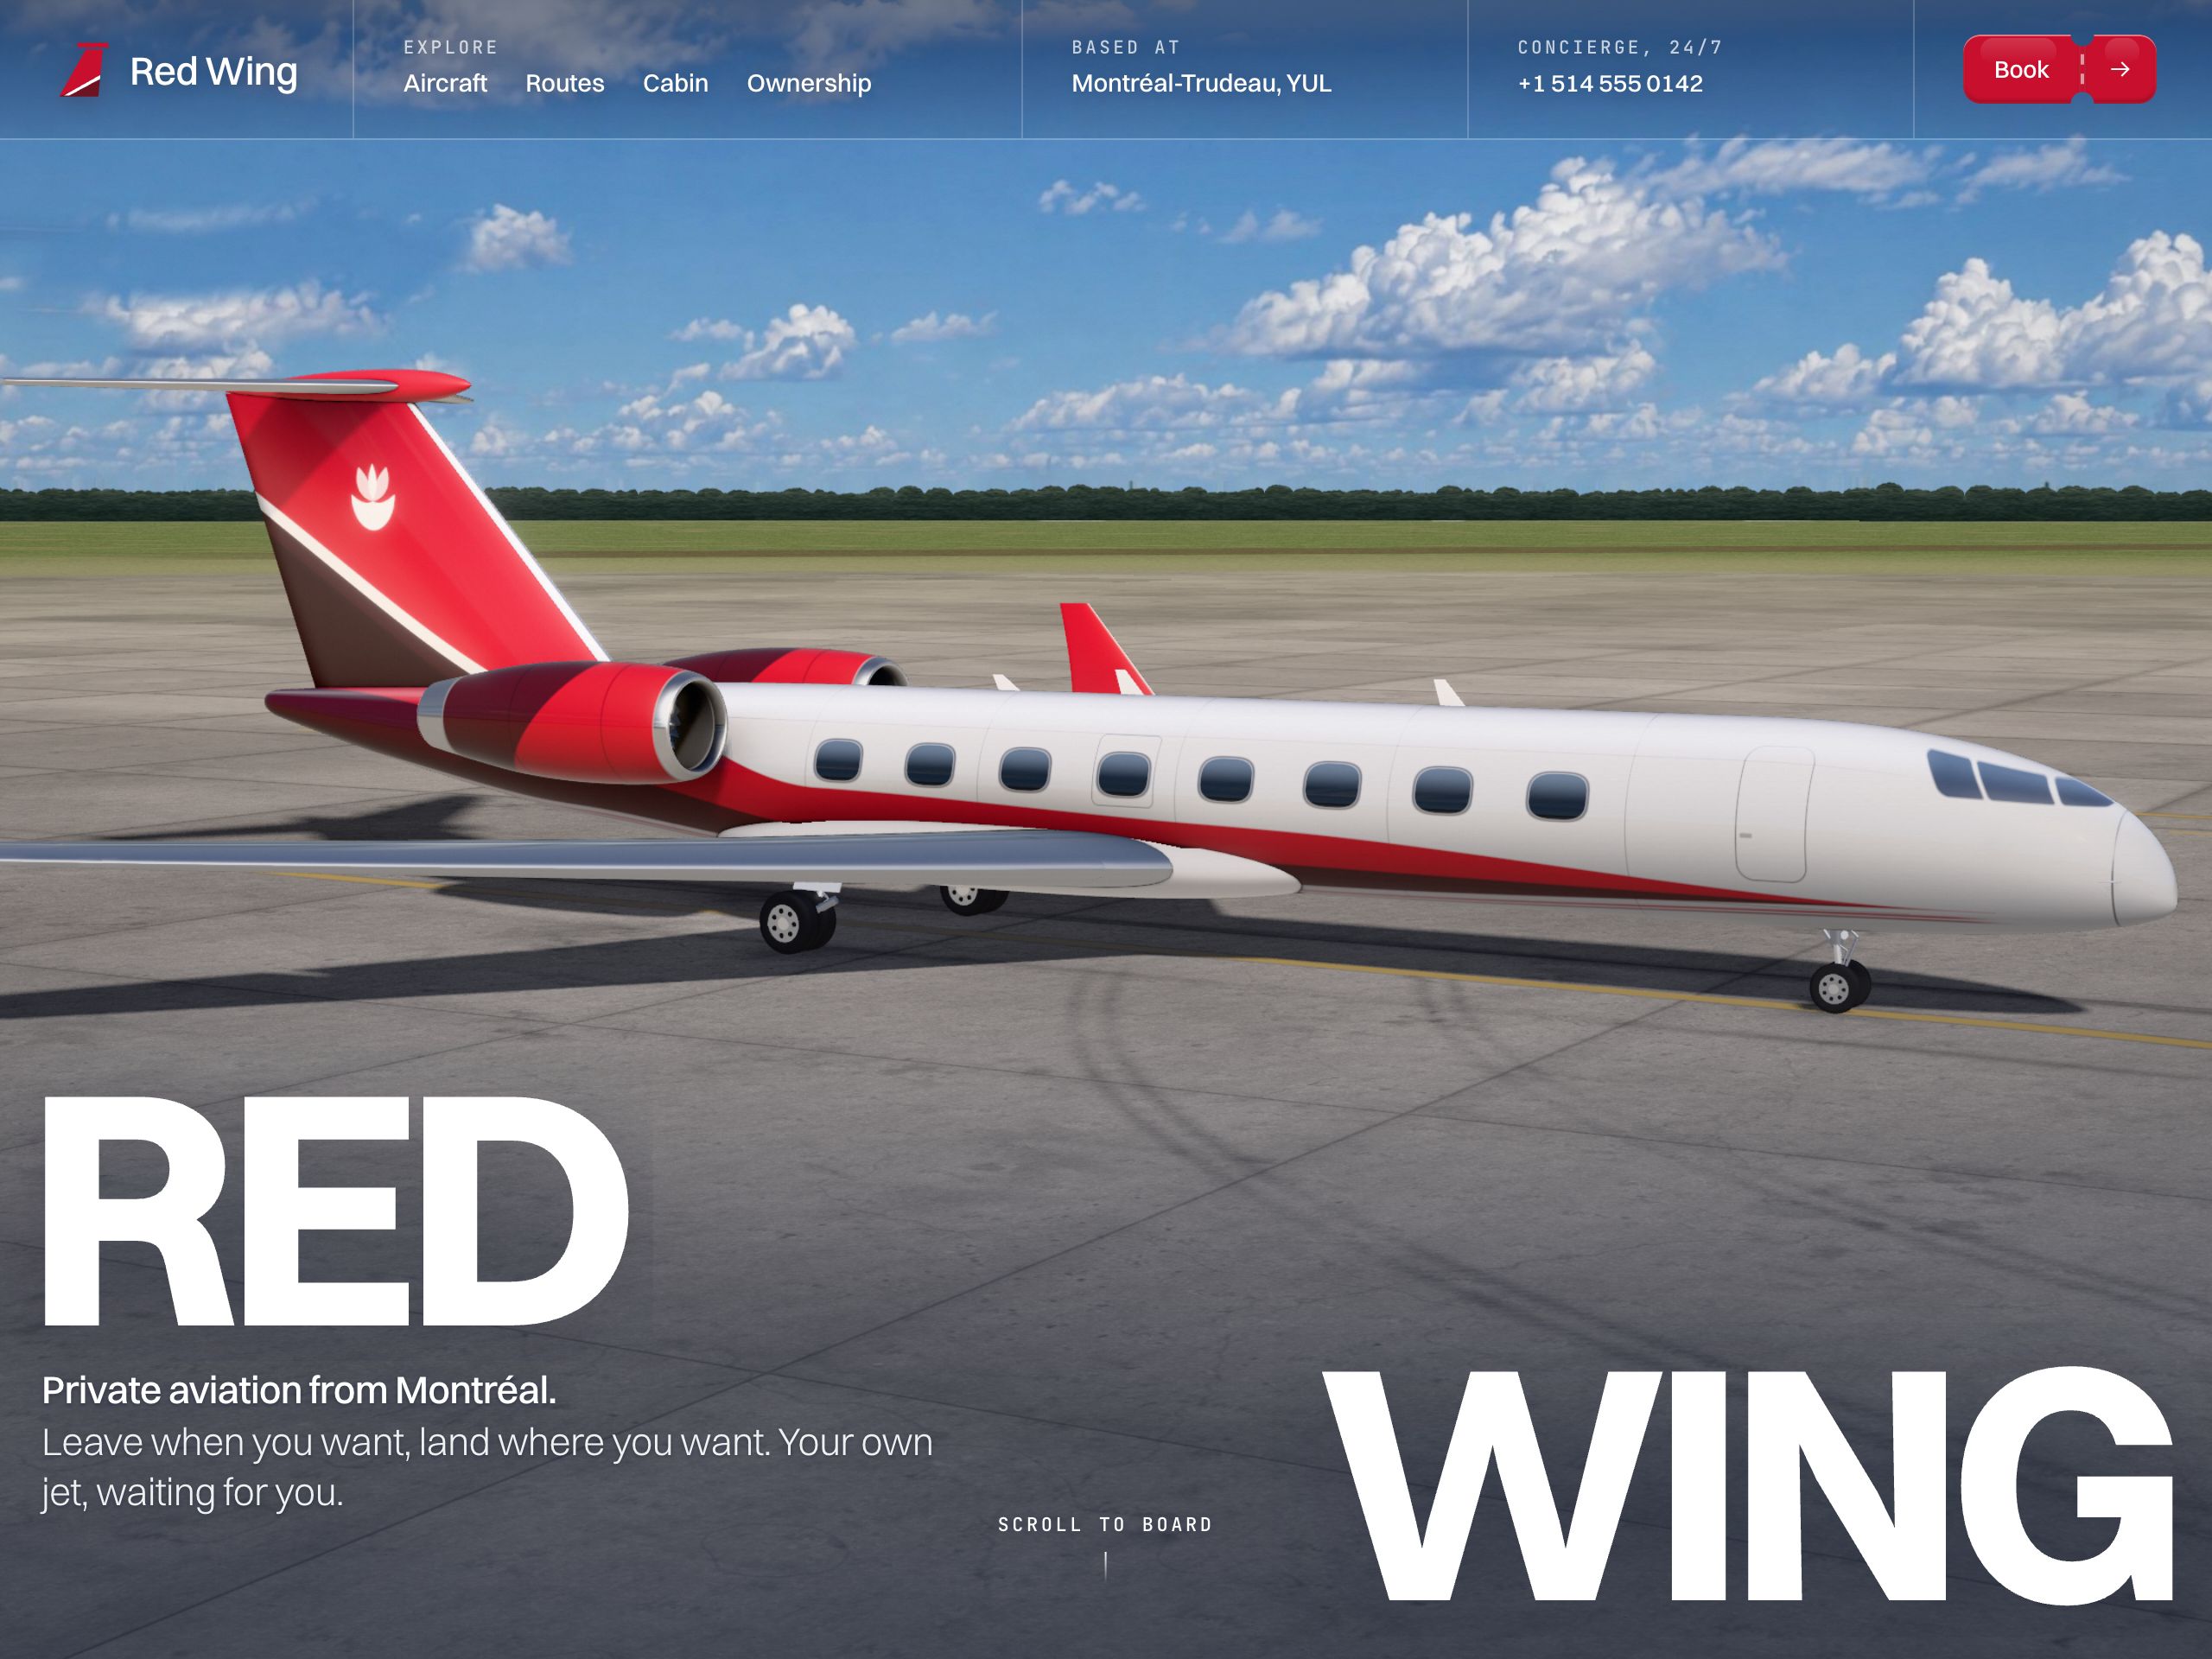 Red Wing
EXPLORE
Aircraft Routes Cabin Ownership
BASED AT
Montréal-Trudeau, YUL
CONCIERGE, 24/7
+1 514 555 0142
Book →
RED
Private aviation from Montréal.
Leave when you want, land where you want. Your own
jet, waiting for you.
WING
SCROLL TO BOARD